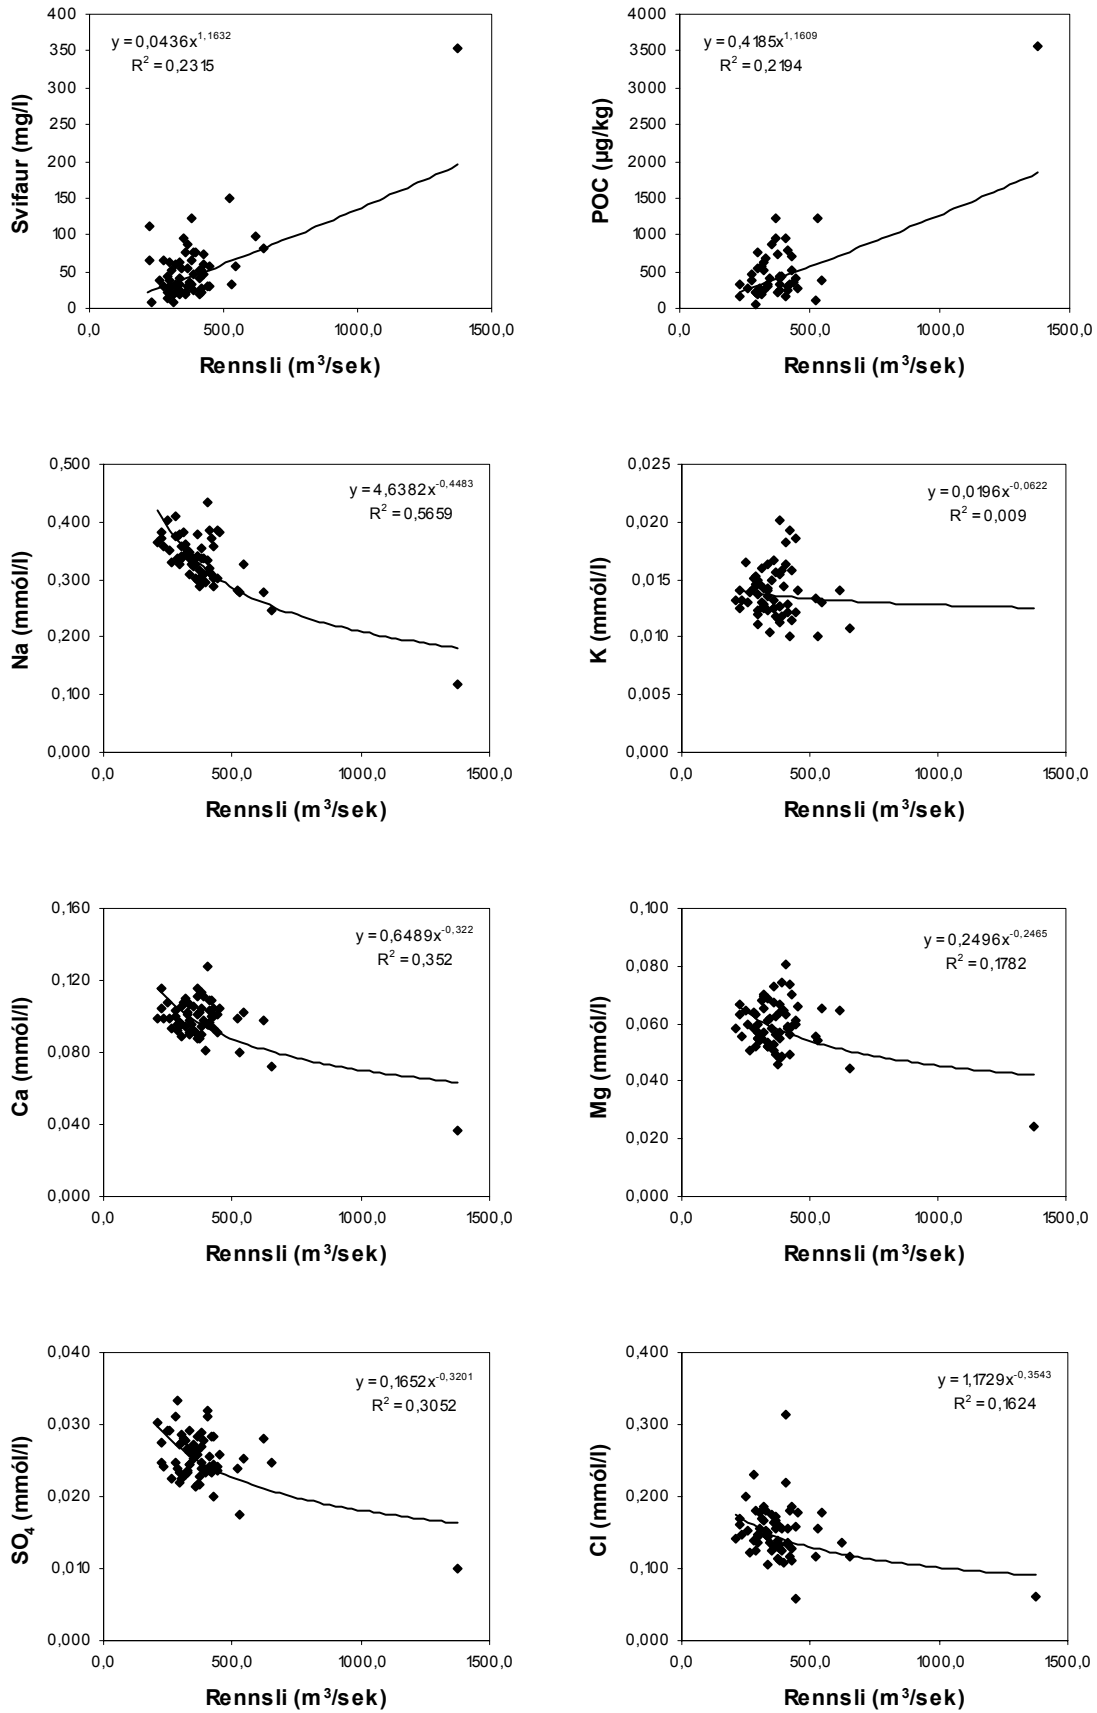 400
350
300
250
200
150
100
50
0
Svifaur (mg/l)
y = 0,0436x^1,1632
R² = 0,2315
0,0 500,0 1000,0 1500,0
Rennsli (m³/sek)
4000
3500
3000
2500
2000
1500
1000
500
0
POC (µg/kg)
y = 0,4185x^1,1609
R² = 0,2194
0,0 500,0 1000,0 1500,0
Rennsli (m³/sek)
0,500
0,400
0,300
0,200
0,100
0,000
Na (mmól/l)
y = 4,6382x^-0,4483
R² = 0,5659
0,0 500,0 1000,0 1500,0
Rennsli (m³/sek)
0,025
0,020
0,015
0,010
0,005
0,000
K (mmól/l)
y = 0,0196x^-0,0622
R² = 0,009
0,0 500,0 1000,0 1500,0
Rennsli (m³/sek)
0,160
0,120
0,080
0,040
0,000
Ca (mmól/l)
y = 0,6489x^-0,322
R² = 0,352
0,0 500,0 1000,0 1500,0
Rennsli (m³/sek)
0,100
0,080
0,060
0,040
0,020
0,000
Mg (mmól/l)
y = 0,2496x^-0,2465
R² = 0,1782
0,0 500,0 1000,0 1500,0
Rennsli (m³/sek)
0,040
0,030
0,020
0,010
0,000
SO₄ (mmól/l)
y = 0,1652x^-0,3201
R² = 0,3052
0,0 500,0 1000,0 1500,0
Rennsli (m³/sek)
0,400
0,300
0,200
0,100
0,000
Cl (mmól/l)
y = 1,1729x^-0,3543
R² = 0,1624
0,0 500,0 1000,0 1500,0
Rennsli (m³/sek)